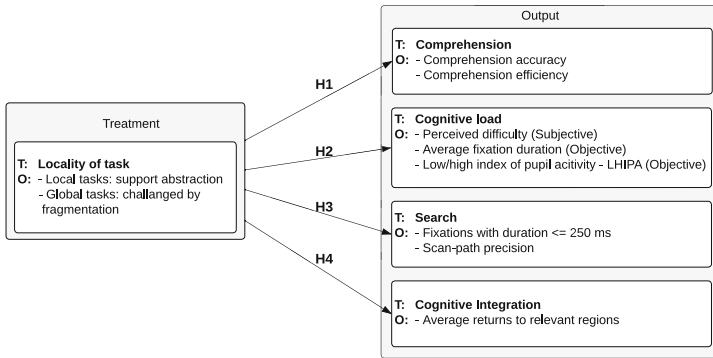 Output
T: Comprehension
O: - Comprehension accuracy
- Comprehension efficiency
H1
Treatment
T: Locality of task
O: - Local tasks: support abstraction
- Global tasks: challanged by
fragmentation
H2
T: Cognitive load
O: - Perceived difficulty (Subjective)
- Average fixation duration (Objective)
- Low/high index of pupil acitivity - LHIPA (Objective)
H3
T: Search
O: - Fixations with duration <= 250 ms
- Scan-path precision
H4
T: Cognitive Integration
O: - Average returns to relevant regions